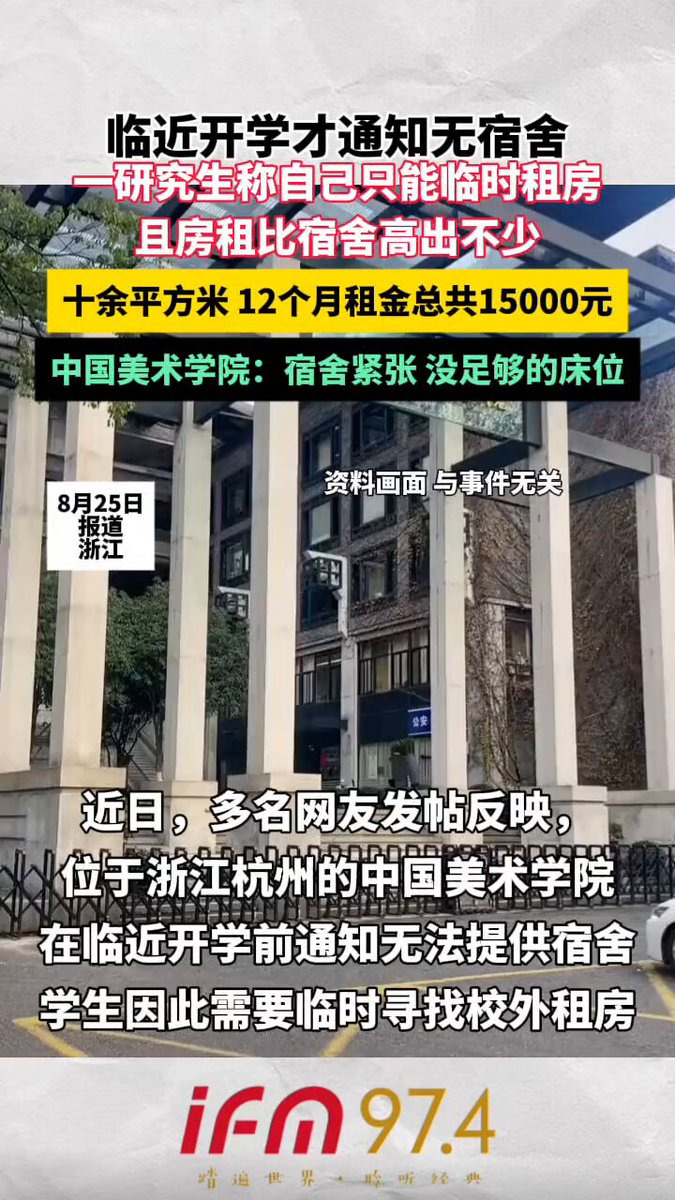 临近开学才通知无宿舍
一研究生称自己只能临时租房
且房租比宿舍高出不少
十余平方米 12个月租金总共15000元
中国美术学院：宿舍紧张 没足够的床位
资料画面 与事件无关
8月25日
报道
浙江
公安
近日，多名网友发帖反映，
位于浙江杭州的中国美术学院
在临近开学前通知无法提供宿舍
学生因此需要临时寻找校外租房
iFM 97.4
踏遍世界·聆听经典